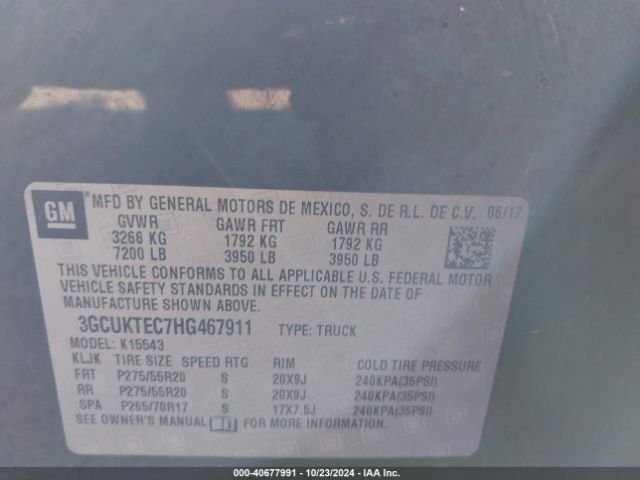 GM ® MFD BY GENERAL MOTORS DE MEXICO, S. DE R.L. DE C.V. 06/17
GVWR GAWR FRT GAWR RR
3266 KG 1792 KG 1792 KG
7200 LB 3950 LB 3950 LB
THIS VEHICLE CONFORMS TO ALL APPLICABLE U.S. FEDERAL MOTOR
VEHICLE SAFETY STANDARDS IN EFFECT ON THE DATE OF
MANUFACTURE SHOWN ABOVE.
3GCUKTEC7HG467911 TYPE: TRUCK
MODEL: K15543
KLJK TIRE SIZE SPEED RTG RIM COLD TIRE PRESSURE
FRT P275/55R20 S 20X9J 240KPA(35PSI)
RR P275/55R20 S 20X9J 240KPA(35PSI)
SPA P265/70R17 S 17X7.5J 240KPA(35PSI)
SEE OWNER'S MANUAL FOR MORE INFORMATION.
000-40677991 - 10/23/2024 - IAA Inc.